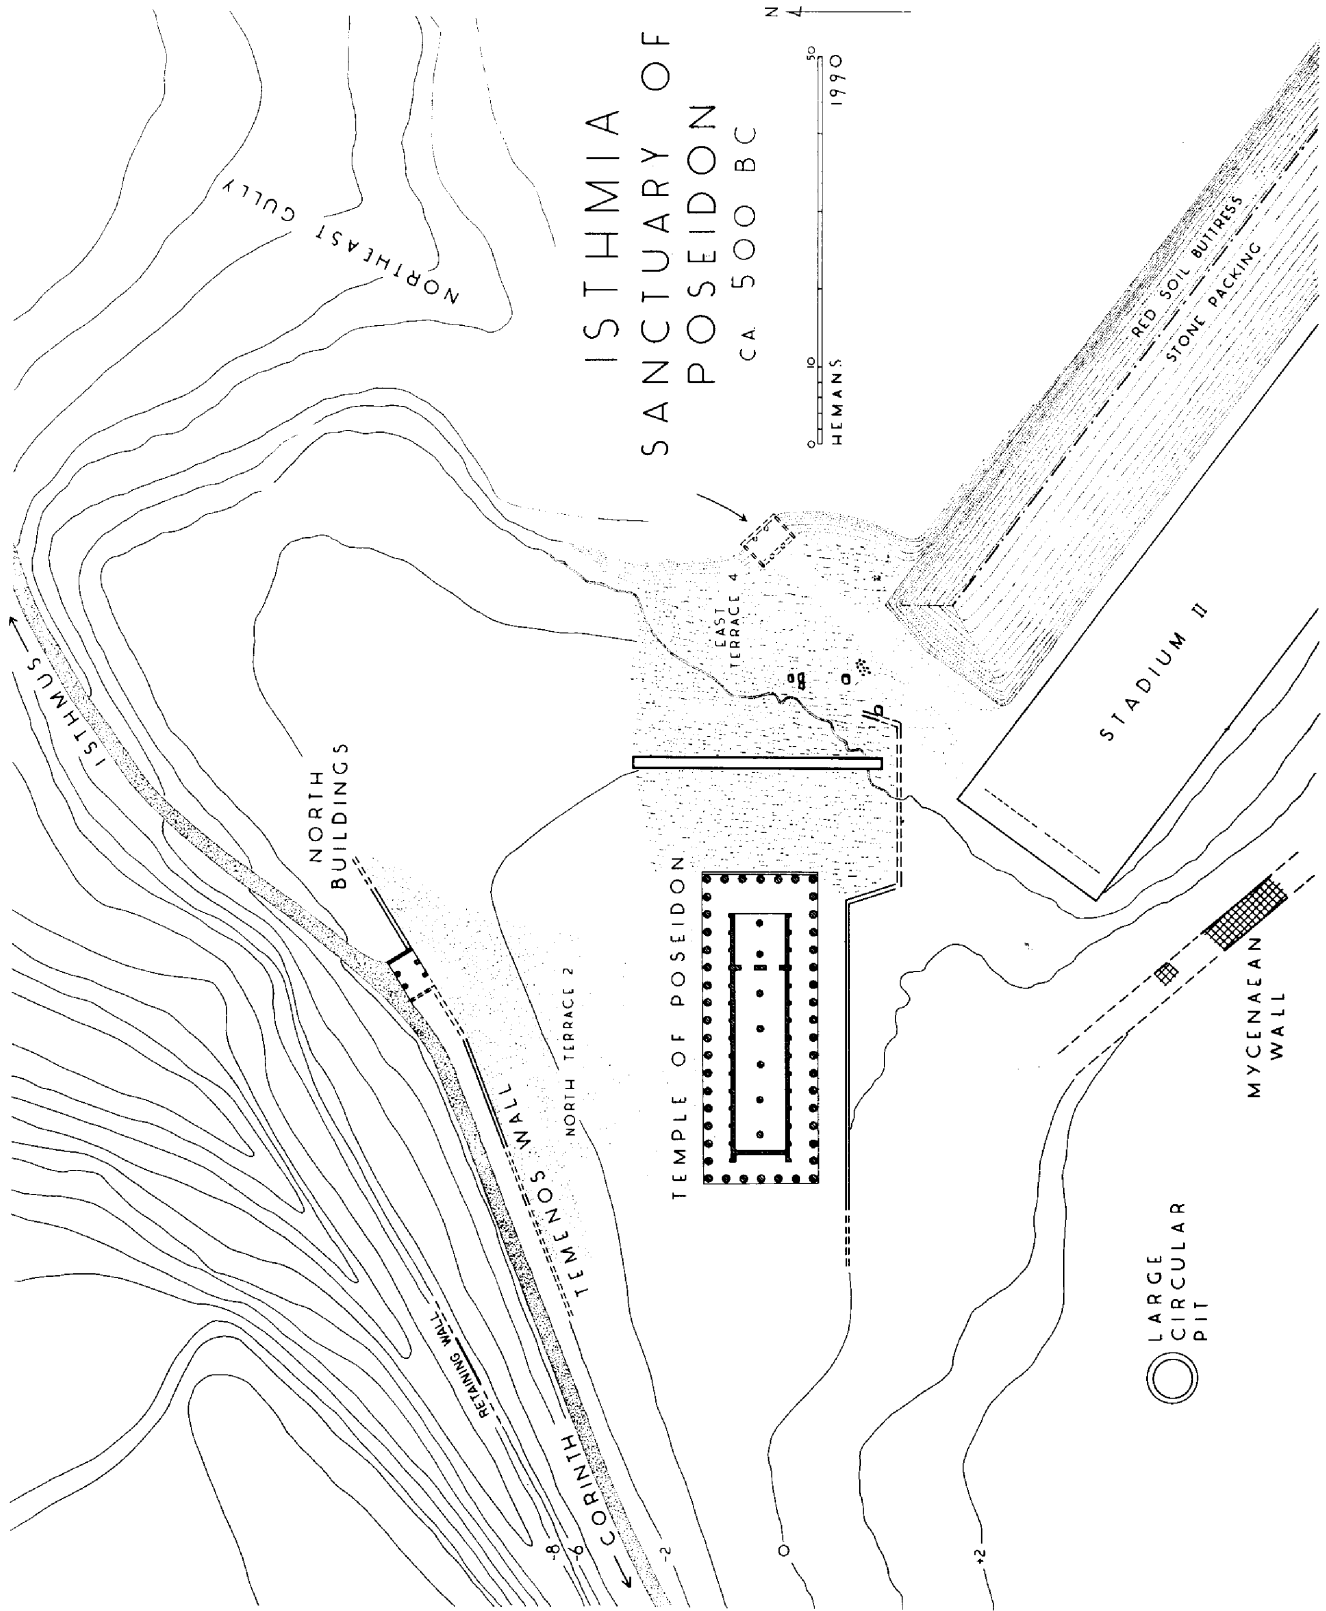 ISTHMIA
SANCTUARY OF
POSEIDON
CA 500 BC
N
0 10 50
HEMANS 1990
NORTHEAST GULLY
ISTHMUS
NORTH
BUILDINGS
TEMENOS WALL
NORTH TERRACE 2
RETAINING WALL
CORINTH
-8
-6
-2
0
+2
TEMPLE OF POSEIDON
EAST
TERRACE 4
RED SOIL BUTTRESS
STONE PACKING
STADIUM II
MYCENAEAN
WALL
LARGE
CIRCULAR
PIT